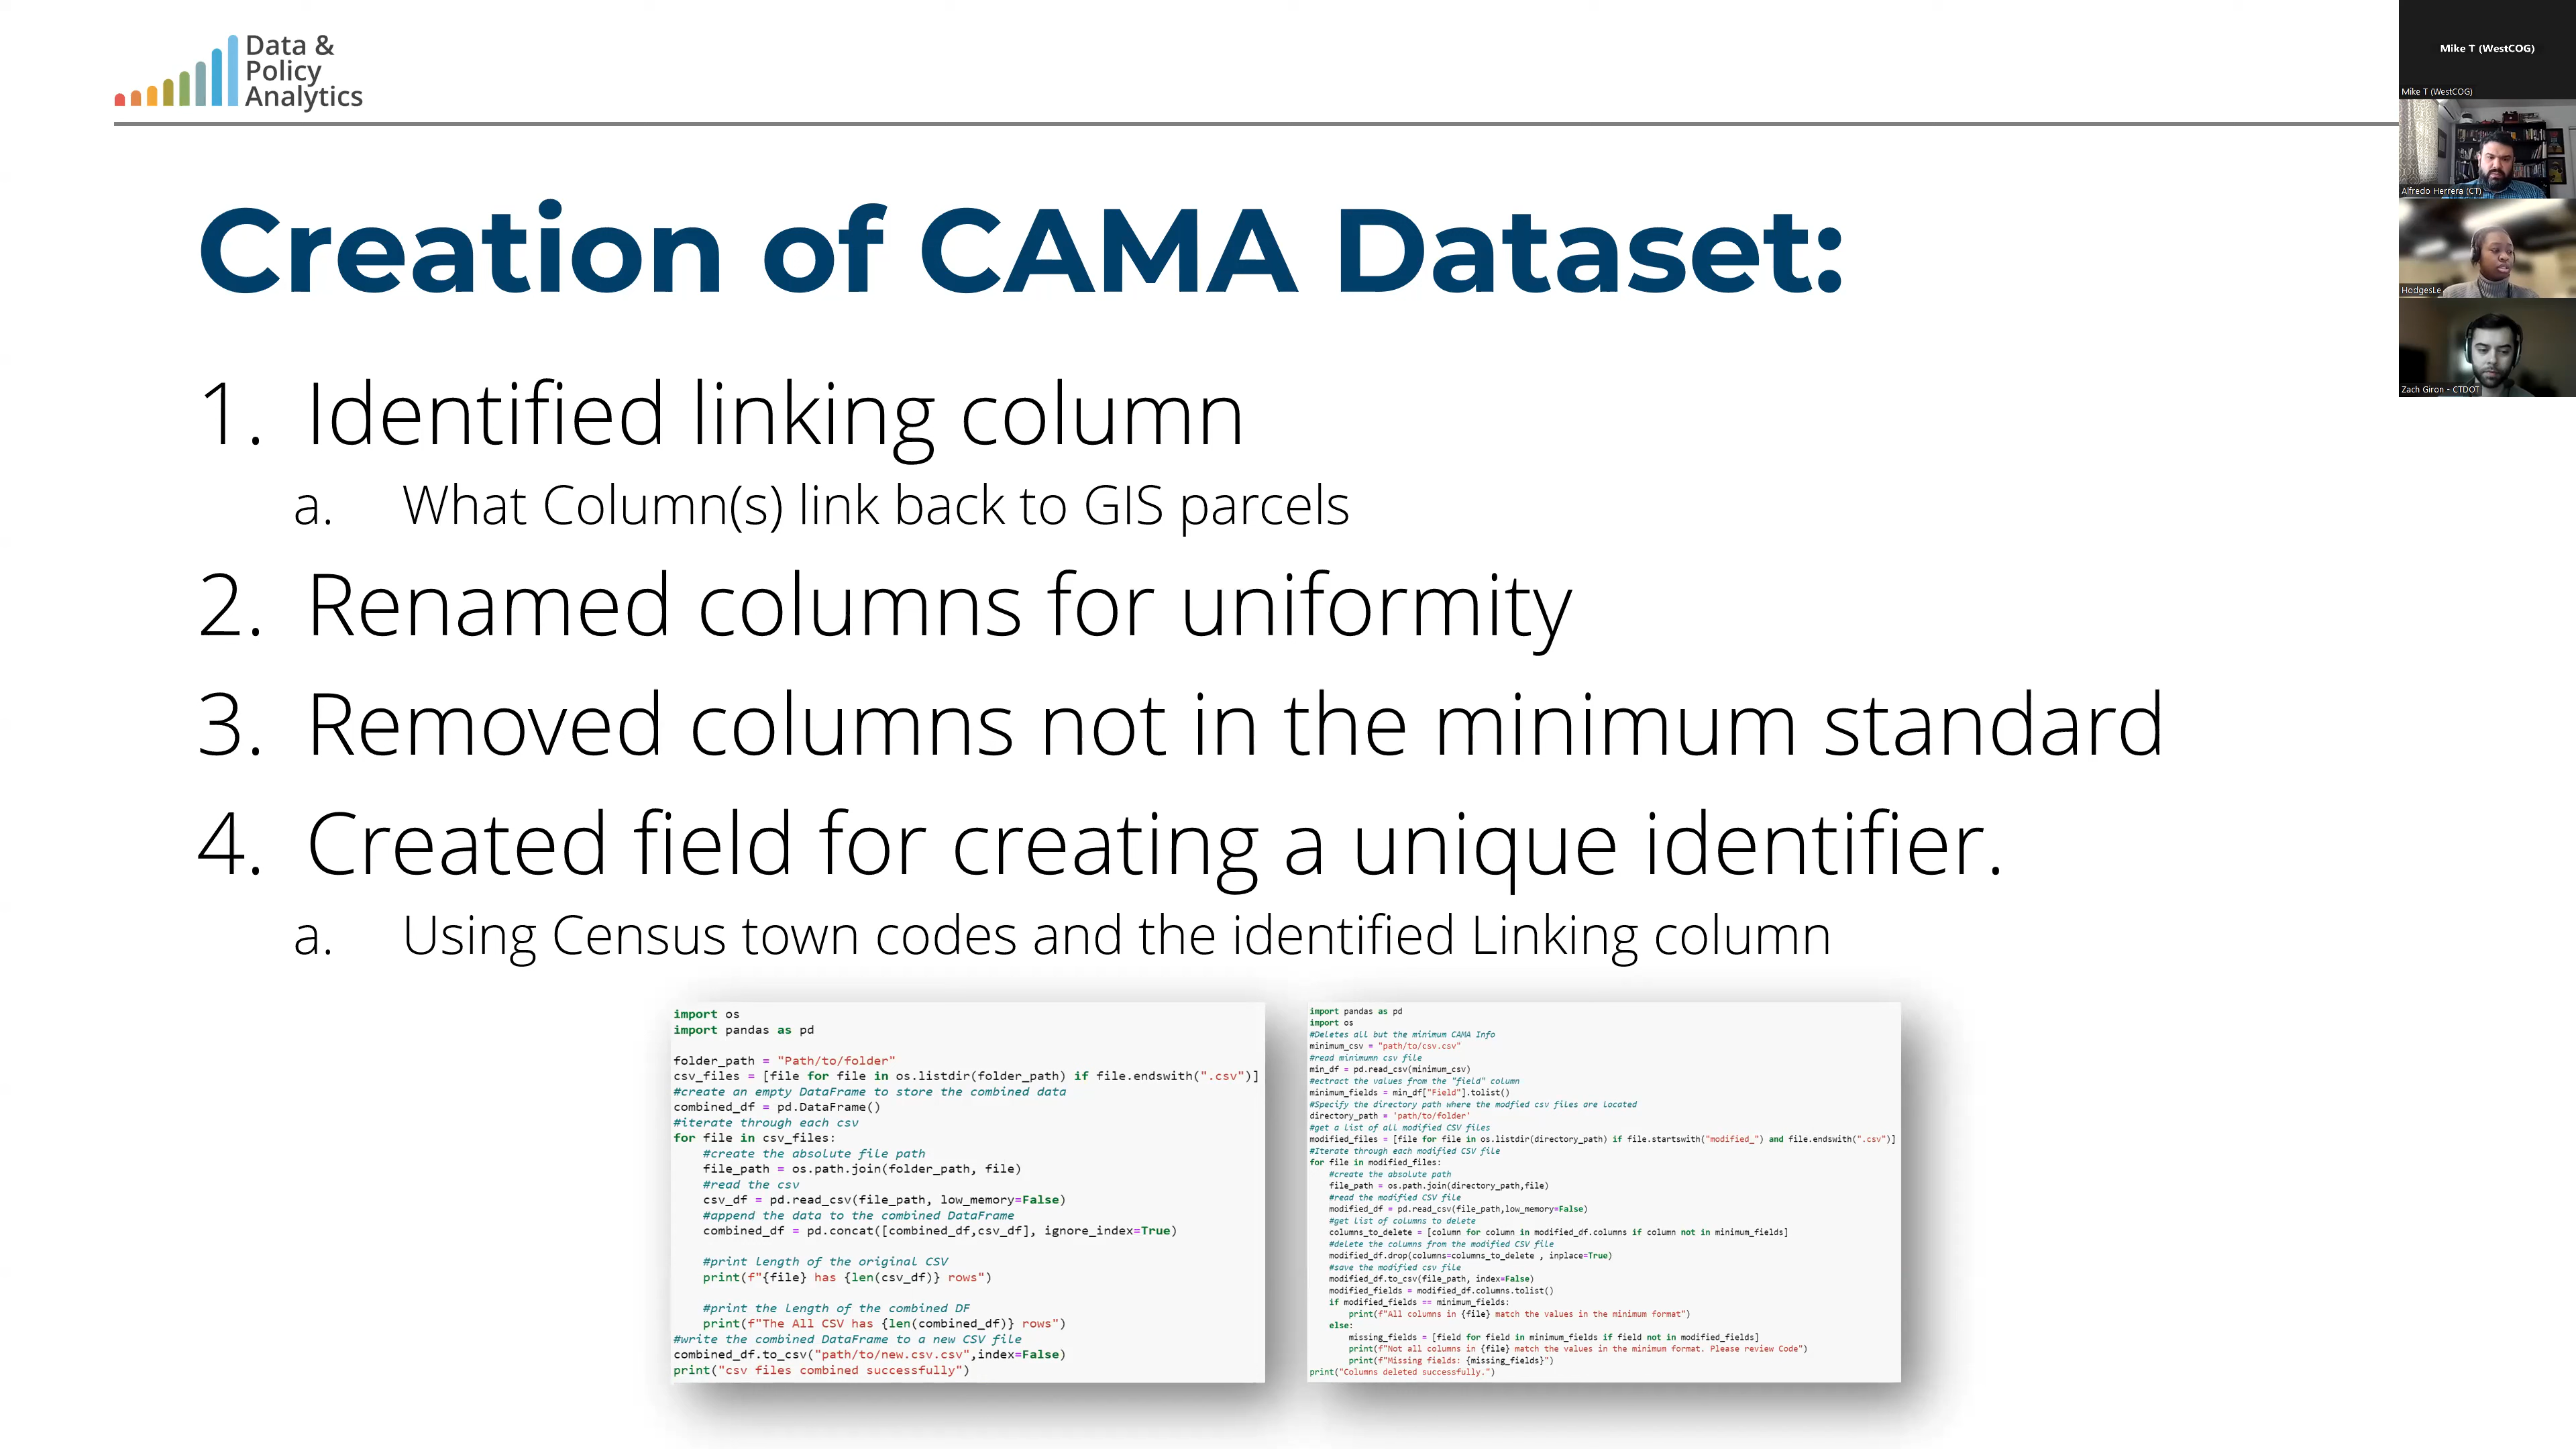 Data &
Policy
Analytics
Creation of CAMA Dataset:
1. Identified linking column
a. What Column(s) link back to GIS parcels
2. Renamed columns for uniformity
3. Removed columns not in the minimum standard
4. Created field for creating a unique identifier.
a. Using Census town codes and the identified Linking column
import os
import pandas as pd
folder_path = "Path/to/folder"
csv_files = [file for file in os.listdir(folder_path) if file.endswith(".csv")]
#create an empty DataFrame to store the combined data
combined_df = pd.DataFrame()
#iterate through each csv
for file in csv_files:
#create the absolute file path
file_path = os.path.join(folder_path, file)
#read the csv
csv_df = pd.read_csv(file_path, low_memory=False)
#append the data to the combined DataFrame
combined_df = pd.concat([combined_df,csv_df], ignore_index=True)
#print length of the original CSV
print(f"{file} has {len(csv_df)} rows")
#print the length of the combined DF
print(f"The All CSV has {len(combined_df)} rows")
#write the combined DataFrame to a new CSV file
combined_df.to_csv("path/to/new.csv.csv",index=False)
print("csv files combined successfully")
import pandas as pd
import os
#Deletes all but the minimum CAMA Info
minimum_csv = "path/to/csv.csv"
#read minimumn csv file
min_df = pd.read_csv(minimum_csv)
#ectract the values from the "field" column
minimum_fields = min_df["Field"].tolist()
#Specify the directory path where the modfied csv files are located
directory_path = 'path/to/folder'
#get a list of all modified CSV files
modified_files = [file for file in os.listdir(directory_path) if file.startswith("modified_") and file.endswith(".csv")]
#Iterate through each modified CSV file
for file in modified_files:
#create the absolute path
file_path = os.path.join(directory_path,file)
#read the modified CSV file
modified_df = pd.read_csv(file_path,low_memory=False)
#get list of columns to delete
columns_to_delete = [column for column in modified_df.columns if column not in minimum_fields]
#delete the columns from the modified CSV file
modified_df.drop(columns=columns_to_delete , inplace=True)
#save the modified csv file
modified_df.to_csv(file_path, index=False)
modified_fields = modified_df.columns.tolist()
if modified_fields == minimum_fields:
print(f"All columns in {file} match the values in the minimum format")
else:
missing_fields = [field for field in minimum_fields if field not in modified_fields]
print(f"Not all columns in {file} match the values in the minimum format. Please review Code")
print(f"Missing fields: {missing_fields}")
print("Columns deleted successfully.")
Mike T (WestCOG)
Mike T (WestCOG)
Alfredo Herrera (CT)
HodgesLe
Zach Giron - CTDOT